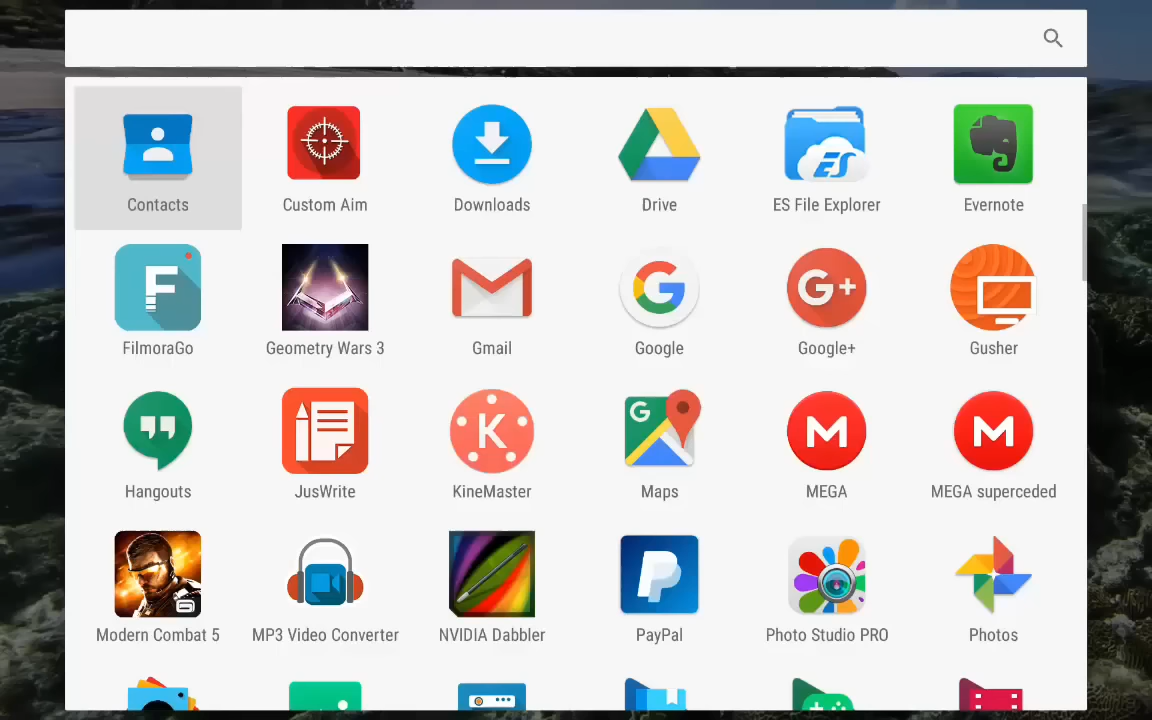 Contacts
Custom Aim
Downloads
Drive
ES File Explorer
Evernote
FilmoraGo
Geometry Wars 3
Gmail
Google
Google+
Gusher
Hangouts
JusWrite
KineMaster
Maps
MEGA
MEGA superceded
Modern Combat 5
MP3 Video Converter
NVIDIA Dabbler
PayPal
Photo Studio PRO
Photos